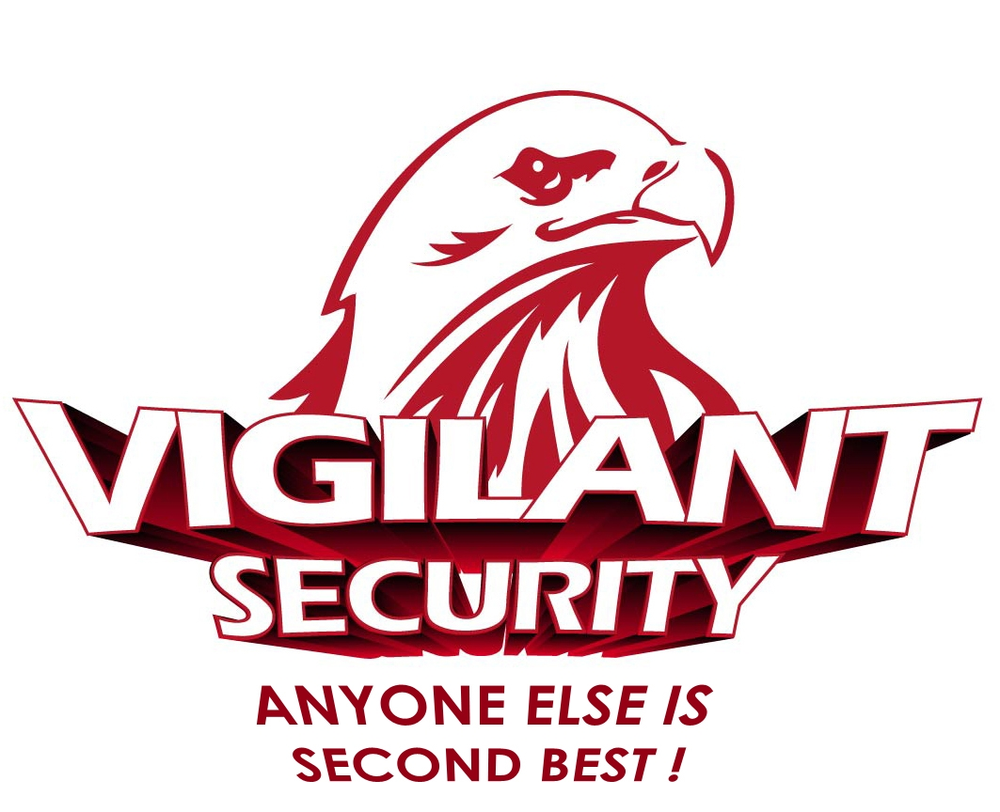 VIGILANT
SECURITY
ANYONE ELSE IS
SECOND BEST !